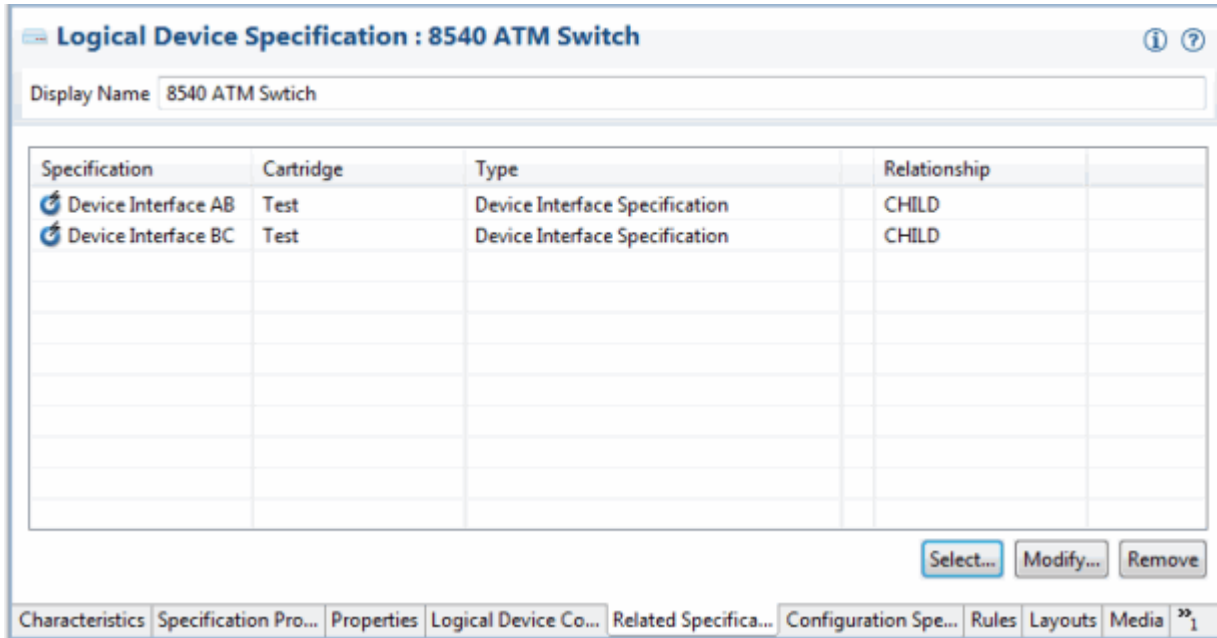 Logical Device Specification : 8540 ATM Switch
Display Name 8540 ATM Swtich
Specification Cartridge Type Relationship
Device Interface AB Test Device Interface Specification CHILD
Device Interface BC Test Device Interface Specification CHILD
Select... Modify... Remove
Characteristics Specification Pro... Properties Logical Device Co... Related Specifica... Configuration Spe... Rules Layouts Media »1